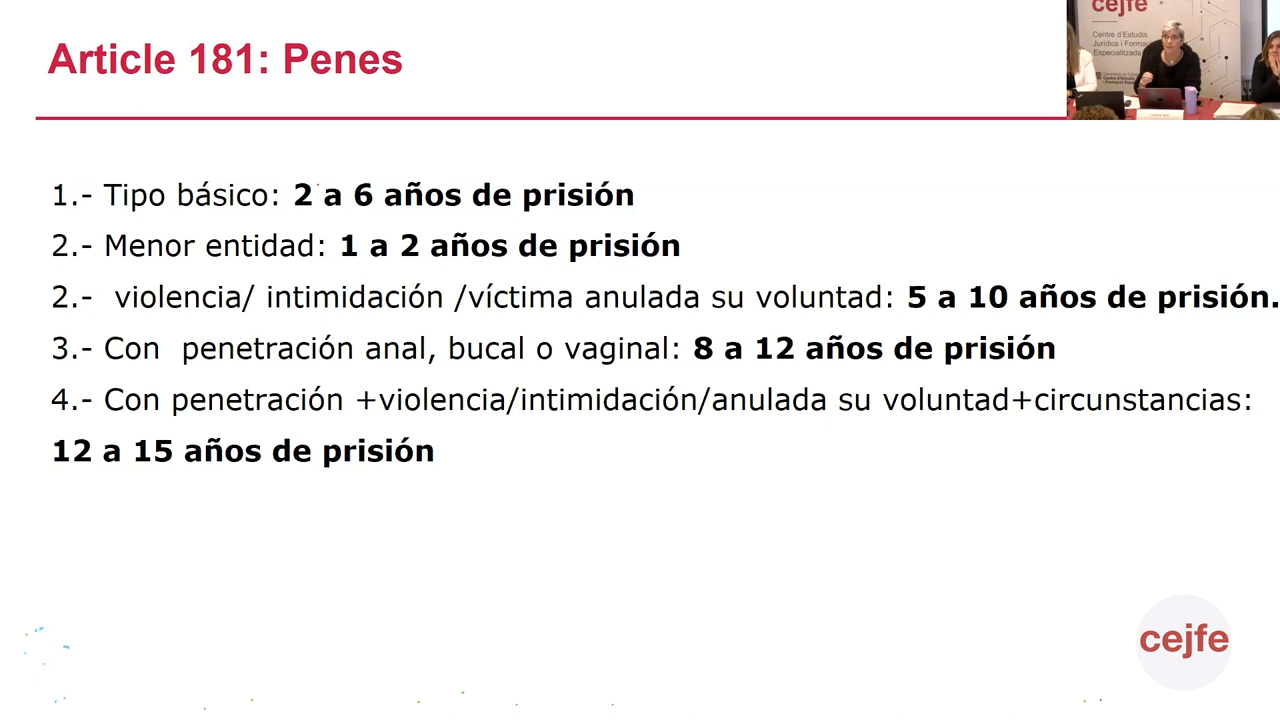 Article 181: Penes
cejfe
Centre d'Estudis
Jurídics i Formac
Especialitzada
1.- Tipo básico: 2 a 6 años de prisión
2.- Menor entidad: 1 a 2 años de prisión
2.- violencia/ intimidación /víctima anulada su voluntad: 5 a 10 años de prisión.
3.- Con penetración anal, bucal o vaginal: 8 a 12 años de prisión
4.- Con penetración +violencia/intimidación/anulada su voluntad+circunstancias:
12 a 15 años de prisión
cejfe